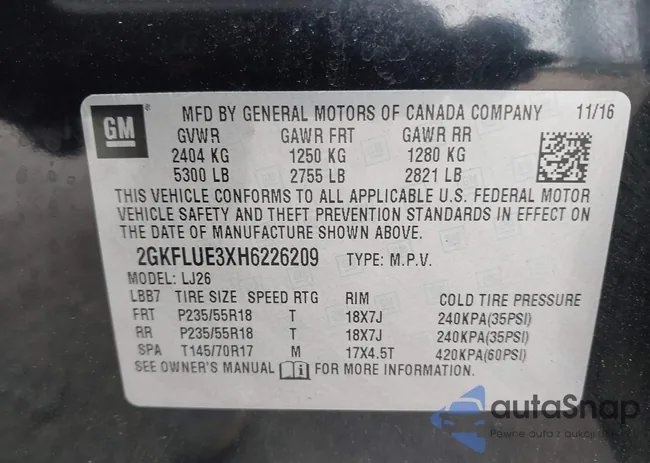 GM
MFD BY GENERAL MOTORS OF CANADA COMPANY 11/16
GVWR GAWR FRT GAWR RR
2404 KG 1250 KG 1280 KG
5300 LB 2755 LB 2821 LB
THIS VEHICLE CONFORMS TO ALL APPLICABLE U.S. FEDERAL MOTOR
VEHICLE SAFETY AND THEFT PREVENTION STANDARDS IN EFFECT ON
THE DATE OF MANUFACTURE SHOWN ABOVE.
2GKFLUE3XH6226209 TYPE: M.P.V.
MODEL: LJ26
LBB7 TIRE SIZE SPEED RTG RIM COLD TIRE PRESSURE
FRT P235/55R18 T 18X7J 240KPA(35PSI)
RR P235/55R18 T 18X7J 240KPA(35PSI)
SPA T145/70R17 M 17X4.5T 420KPA(60PSI)
SEE OWNER'S MANUAL i FOR MORE INFORMATION.
autaSnap
Pewne auta z aukcji